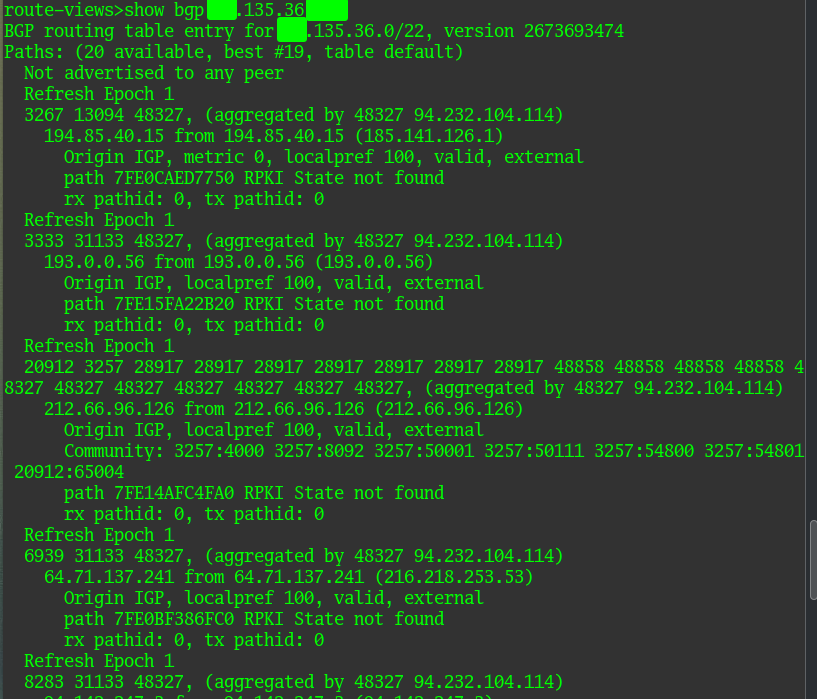 route-views>show bgp .135.36
BGP routing table entry for .135.36.0/22, version 2673693474
Paths: (20 available, best #19, table default)
Not advertised to any peer
Refresh Epoch 1
3267 13094 48327, (aggregated by 48327 94.232.104.114)
194.85.40.15 from 194.85.40.15 (185.141.126.1)
Origin IGP, metric 0, localpref 100, valid, external
path 7FE0CAED7750 RPKI State not found
rx pathid: 0, tx pathid: 0
Refresh Epoch 1
3333 31133 48327, (aggregated by 48327 94.232.104.114)
193.0.0.56 from 193.0.0.56 (193.0.0.56)
Origin IGP, localpref 100, valid, external
path 7FE15FA22B20 RPKI State not found
rx pathid: 0, tx pathid: 0
Refresh Epoch 1
20912 3257 28917 28917 28917 28917 28917 28917 28917 48858 48858 48858 48858 4
8327 48327 48327 48327 48327 48327 48327, (aggregated by 48327 94.232.104.114)
212.66.96.126 from 212.66.96.126 (212.66.96.126)
Origin IGP, localpref 100, valid, external
Community: 3257:4000 3257:8092 3257:50001 3257:50111 3257:54800 3257:54801
20912:65004
path 7FE14AFC4FA0 RPKI State not found
rx pathid: 0, tx pathid: 0
Refresh Epoch 1
6939 31133 48327, (aggregated by 48327 94.232.104.114)
64.71.137.241 from 64.71.137.241 (216.218.253.53)
Origin IGP, localpref 100, valid, external
path 7FE0BF386FC0 RPKI State not found
rx pathid: 0, tx pathid: 0
Refresh Epoch 1
8283 31133 48327, (aggregated by 48327 94.232.104.114)